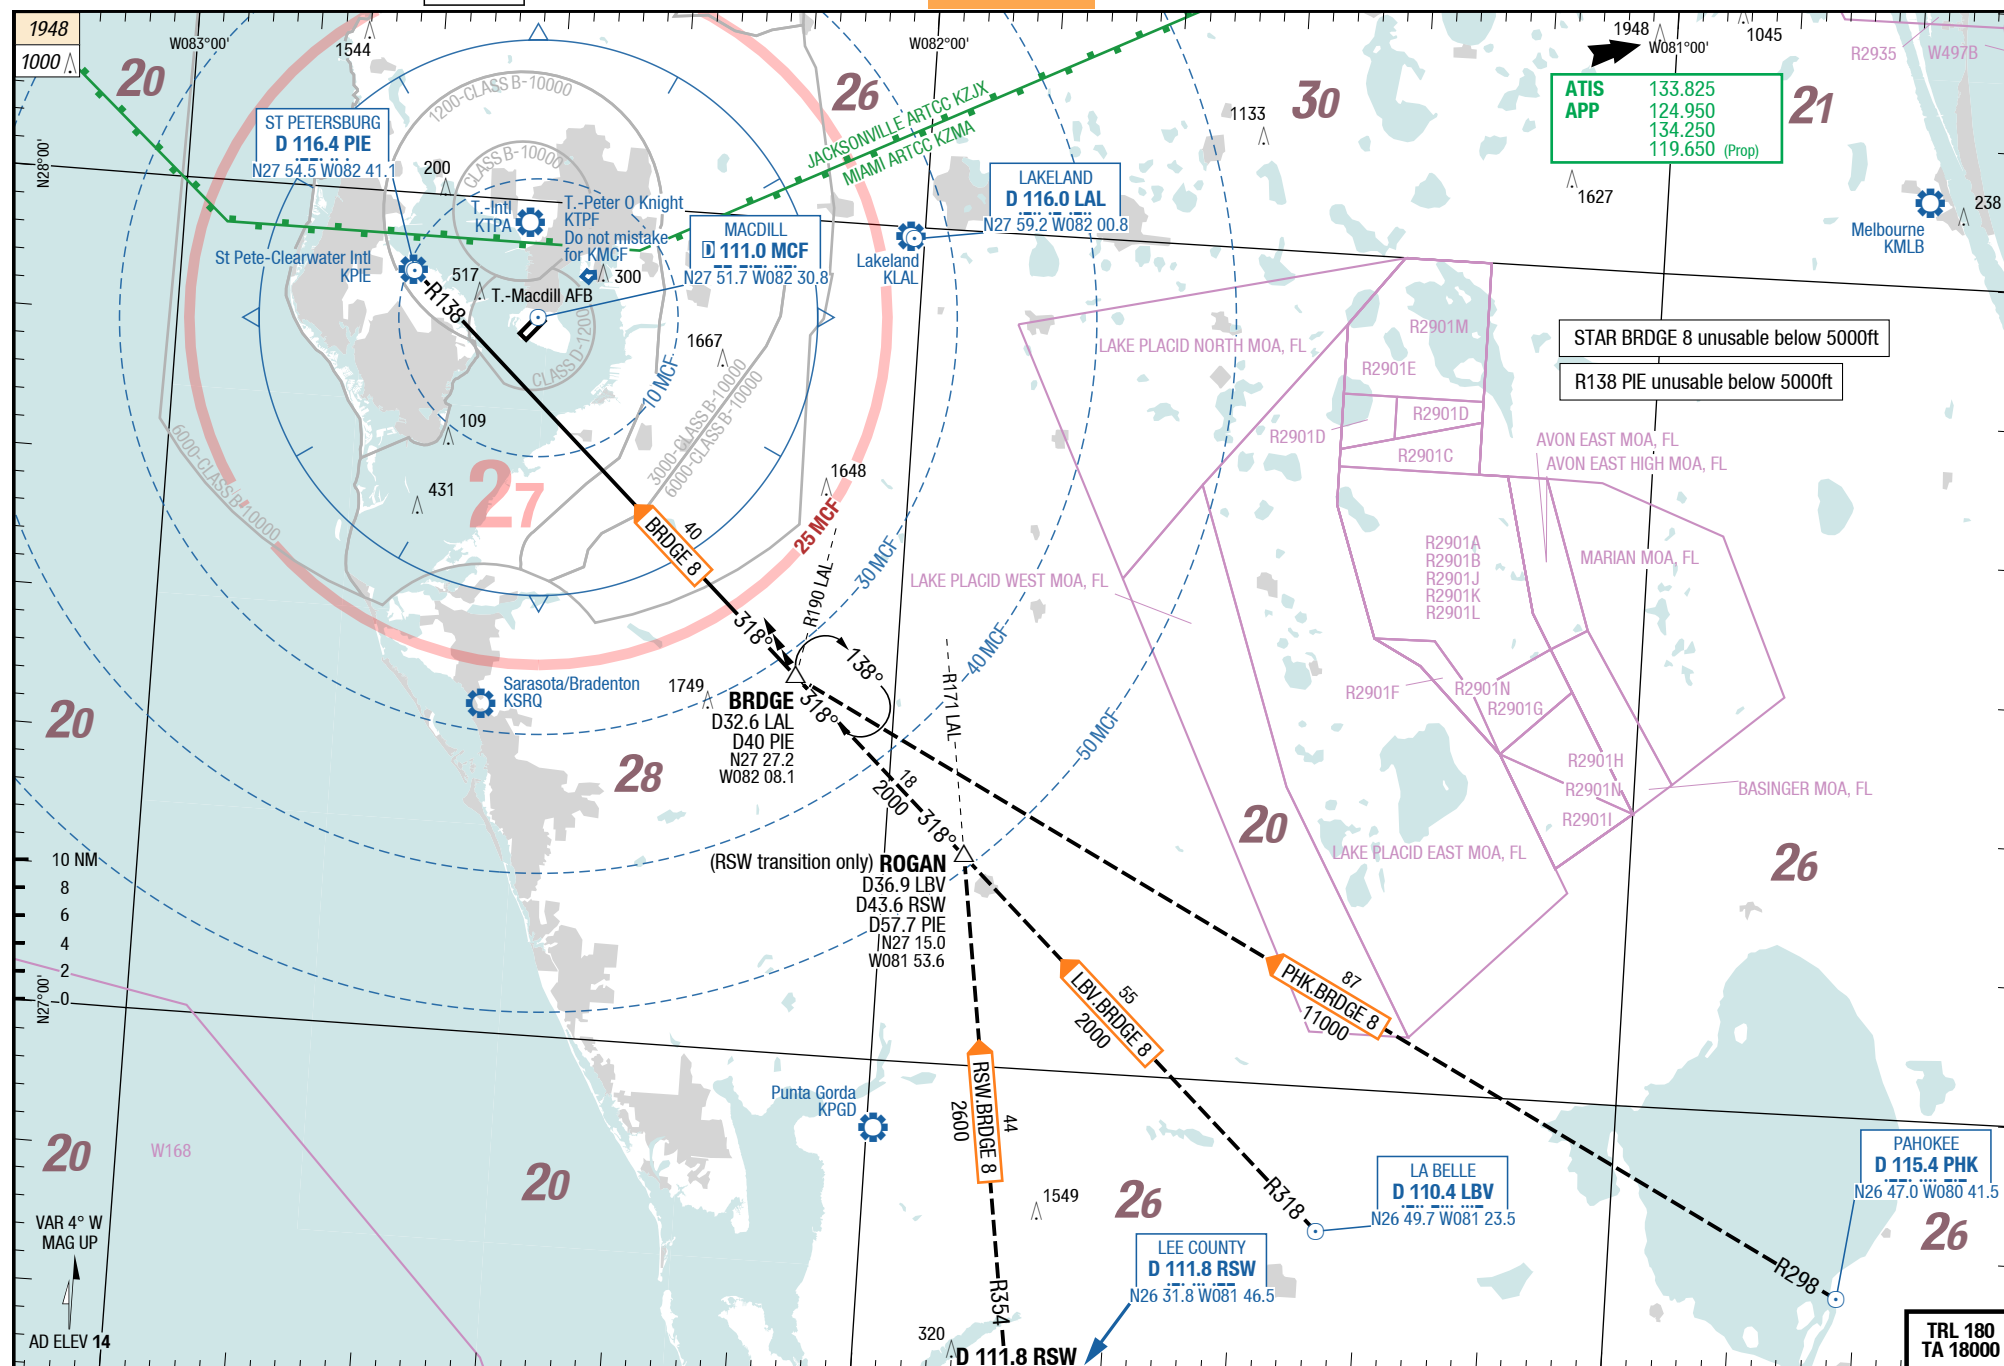 1948
1000
1544
W083°00'
W082°00'
1948
W081°00'
1045
R2935
W497B
20
26
30
21
ATIS 133.825
APP 124.950
134.250
119.650 (Prop)
1133
1627
238
Melbourne
KMLB
N28°00'
ST PETERSBURG
D 116.4 PIE
N27 54.5 W082 41.1
1200-CLASS B-10000
CLASS B-10000
200
T.-Intl
KTPA
T.-Peter O Knight
KTPF
Do not mistake
for KMCF
300
JACKSONVILLE ARTCC KZJX
MIAMI ARTCC KZMA
MACDILL
D 111.0 MCF
N27 51.7 W082 30.8
LAKELAND
D 116.0 LAL
N27 59.2 W082 00.8
Lakeland
KLAL
St Pete-Clearwater Intl
KPIE
517
T.-Macdill AFB
R138
CLASS D-1200
1667
10 MCF
3000-CLASS B-10000
6000-CLASS B-10000
6000-CLASS B-10000
109
431
27
1648
25 MCF
30 MCF
40 MCF
50 MCF
LAKE PLACID NORTH MOA, FL
R2901M
R2901E
R2901D
R2901D
R2901C
STAR BRDGE 8 unusable below 5000ft
R138 PIE unusable below 5000ft
AVON EAST MOA, FL
AVON EAST HIGH MOA, FL
R2901A
R2901B
R2901J
R2901K
R2901L
MARIAN MOA, FL
LAKE PLACID WEST MOA, FL
R2901F
R2901N
R2901G
R2901H
R2901N
R2901I
BASINGER MOA, FL
LAKE PLACID EAST MOA, FL
40
BRDGE 8
318°
R190 LAL
138°
318°
R171 LAL
Sarasota/Bradenton
KSRQ
1749
BRDGE
D32.6 LAL
D40 PIE
N27 27.2
W082 08.1
20
28
20
26
18
2000
318°
(RSW transition only) ROGAN
D36.9 LBV
D43.6 RSW
D57.7 PIE
N27 15.0
W081 53.6
10 NM
8
6
4
2
0
N27°00'
55
LBV.BRDGE 8
2000
87
PHK.BRDGE 8
11000
44
RSW.BRDGE 8
2600
Punta Gorda
KPGD
W168
20
20
26
26
1549
R318
LA BELLE
D 110.4 LBV
N26 49.7 W081 23.5
PAHOKEE
D 115.4 PHK
N26 47.0 W080 41.5
LEE COUNTY
D 111.8 RSW
N26 31.8 W081 46.5
R298
R354
320
D 111.8 RSW
VAR 4° W
MAG UP
AD ELEV 14
TRL 180
TA 18000